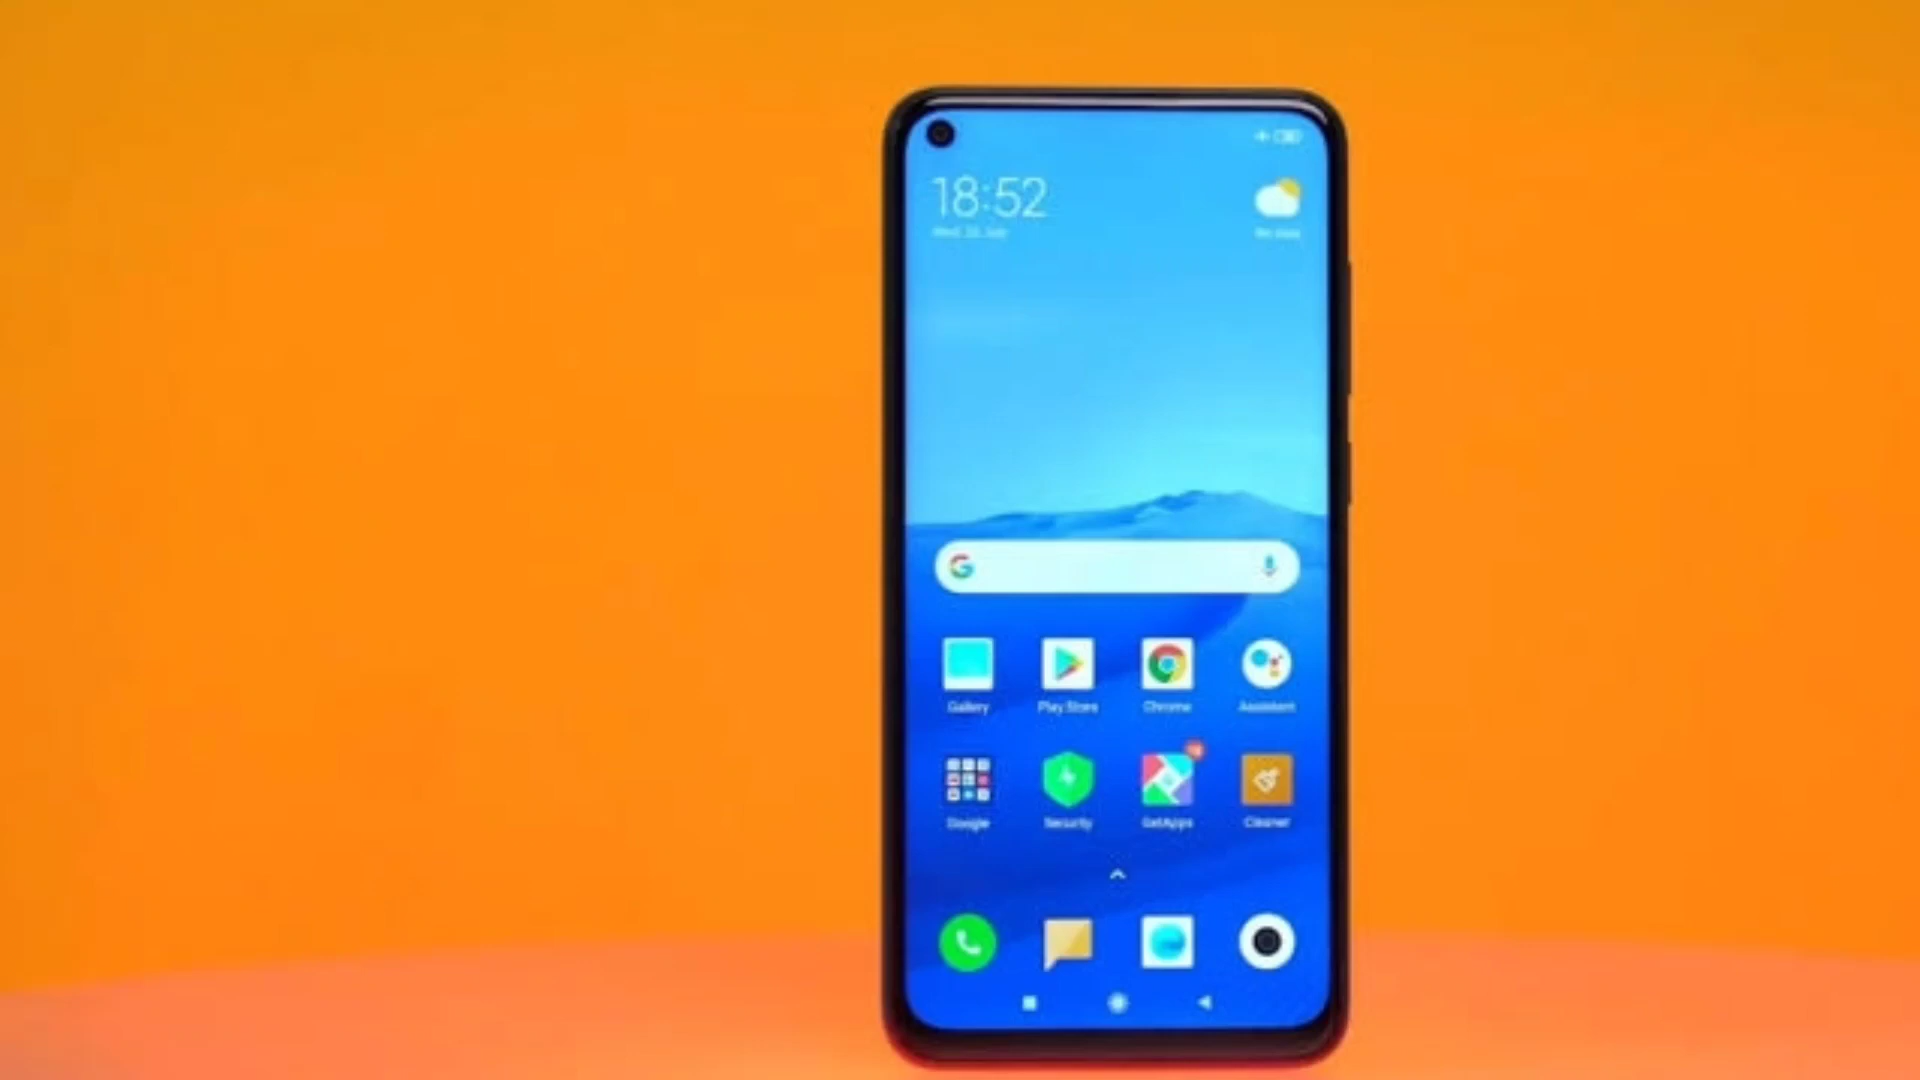 18:52
Gallery
Play Store
Chrome
Assistant
Google
Security
GetApps
Cleaner